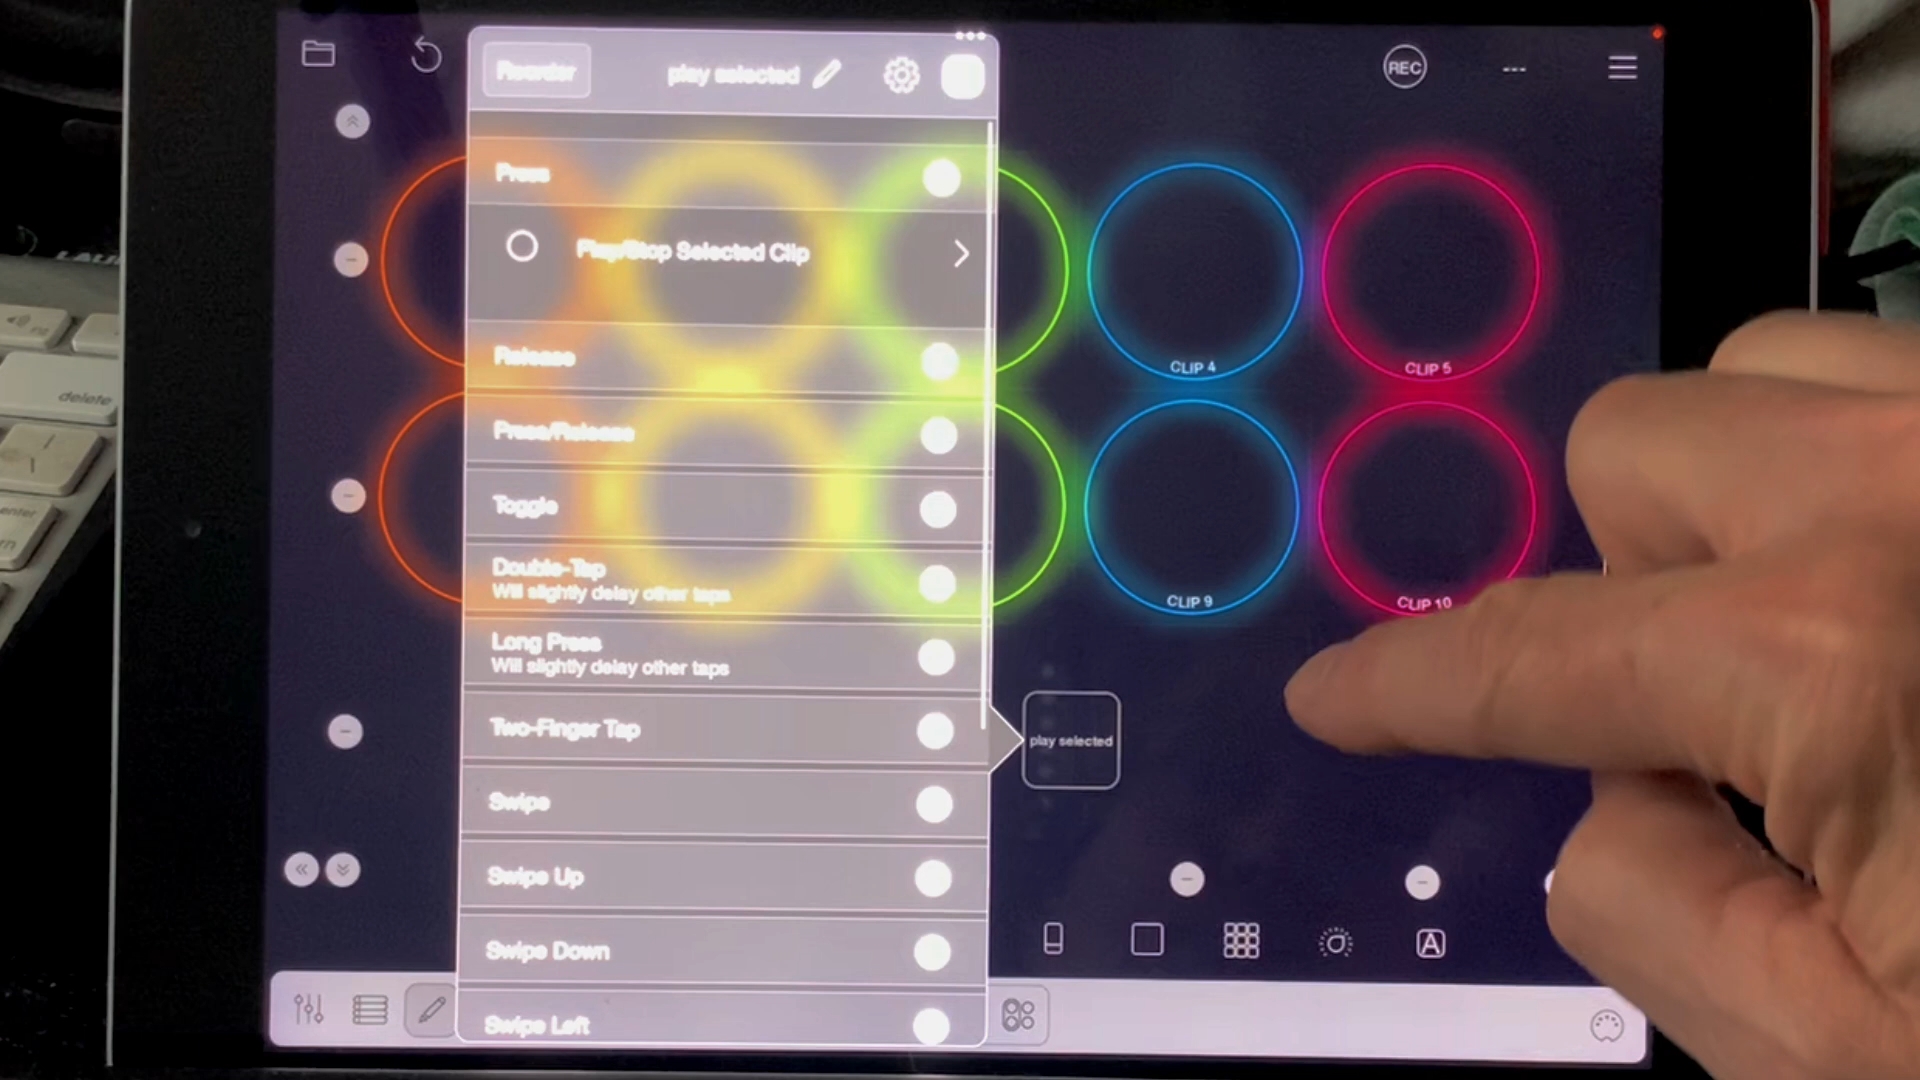 Reorder
play selected
REC
Press
Play/Stop Selected Clip
Release
Press/Release
Toggle
Double-Tap
Will slightly delay other taps
Long Press
Will slightly delay other taps
Two-Finger Tap
Swipe
Swipe Up
Swipe Down
Swipe Left
CLIP 4
CLIP 5
CLIP 9
CLIP 10
play selected
A
delete
enter